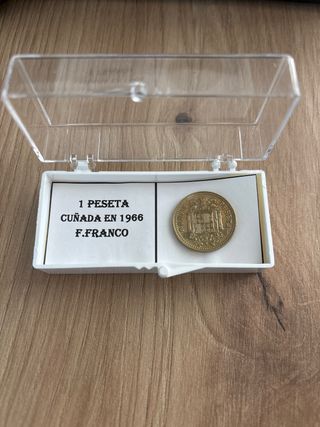 1 PESETA
CUÑADA EN 1966
F.FRANCO